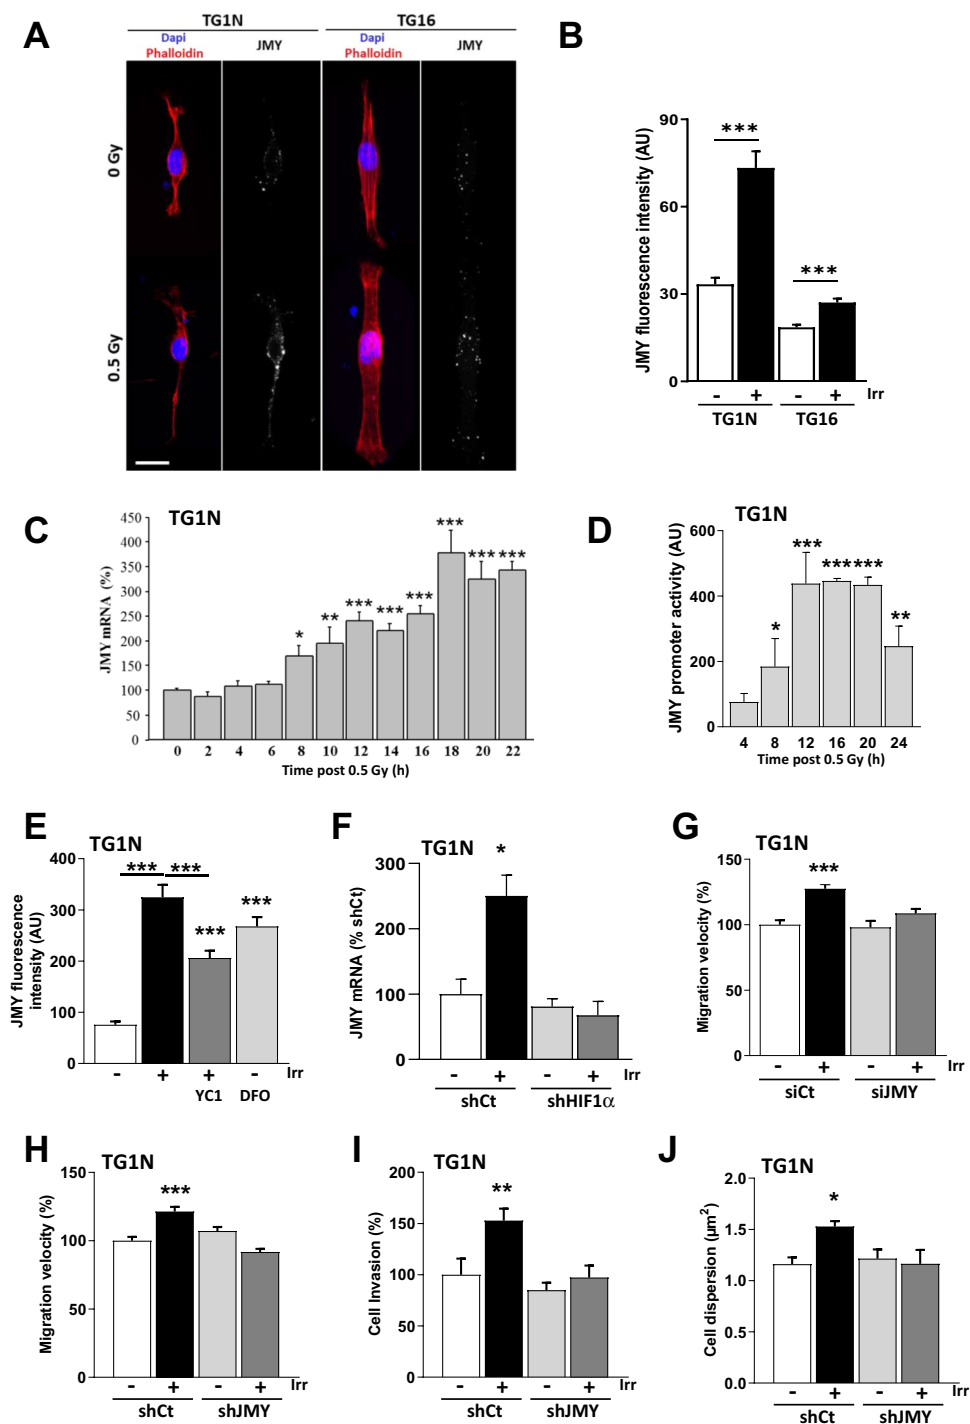 A
TG1N
TG16
Dapi
Phalloidin
JMY
Dapi
Phalloidin
JMY
0 Gy
0.5 Gy
B
JMY fluorescence intensity (AU)
90
60
30
0
***
***
- + - + Irr
TG1N TG16
C
TG1N
JMY mRNA (%)
450
400
350
300
250
200
150
100
50
0
* ** *** *** *** *** *** ***
0 2 4 6 8 10 12 14 16 18 20 22
Time post 0.5 Gy (h)
D
TG1N
JMY promoter activity (AU)
600
400
200
0
* *** *** *** **
4 8 12 16 20 24
Time post 0.5 Gy (h)
E
TG1N
JMY fluorescence
intensity (AU)
400
300
200
100
0
*** *** *** ***
- + + - Irr
YC1 DFO
F
TG1N
JMY mRNA (% shCt)
300
200
100
0
*
- + - + Irr
shCt shHIF1α
G
TG1N
Migration velocity (%)
150
100
50
0
***
- + - + Irr
siCt siJMY
H
TG1N
Migration velocity (%)
150
100
50
0
***
- + - + Irr
shCt shJMY
I
TG1N
Cell Invasion (%)
200
150
100
50
0
**
- + - + Irr
shCt shJMY
J
TG1N
Cell dispersion (µm²)
2.0
1.5
1.0
0.5
0.0
*
- + - + Irr
shCt shJMY